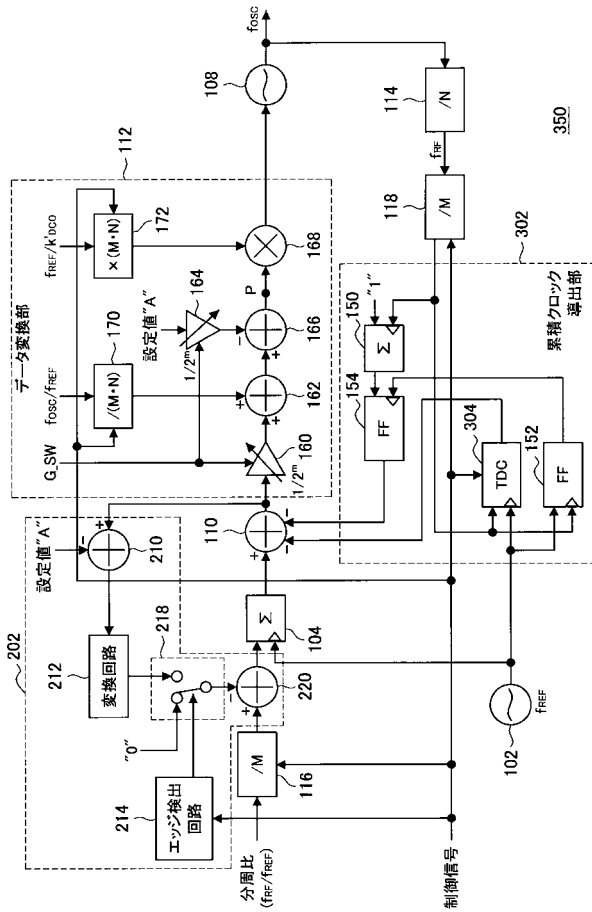 fosc
108
114
/N
fRF
118
/M
350
112
データ変換部
fREF/k'DCO
×(M・N)
172
168
P
設定値"A"
164
1/2m
166
fosc/fREF
/(M・N)
170
162
G_SW
160
1/2m
302
累積クロック
導出部
"1"
150
Σ
154
FF
304
TDC
152
FF
202
設定値"A"
210
110
212
変換回路
218
"0"
220
Σ
104
214
エッジ検出
回路
/M
116
102
fREF
分周比
(fRF/fREF)
制御信号